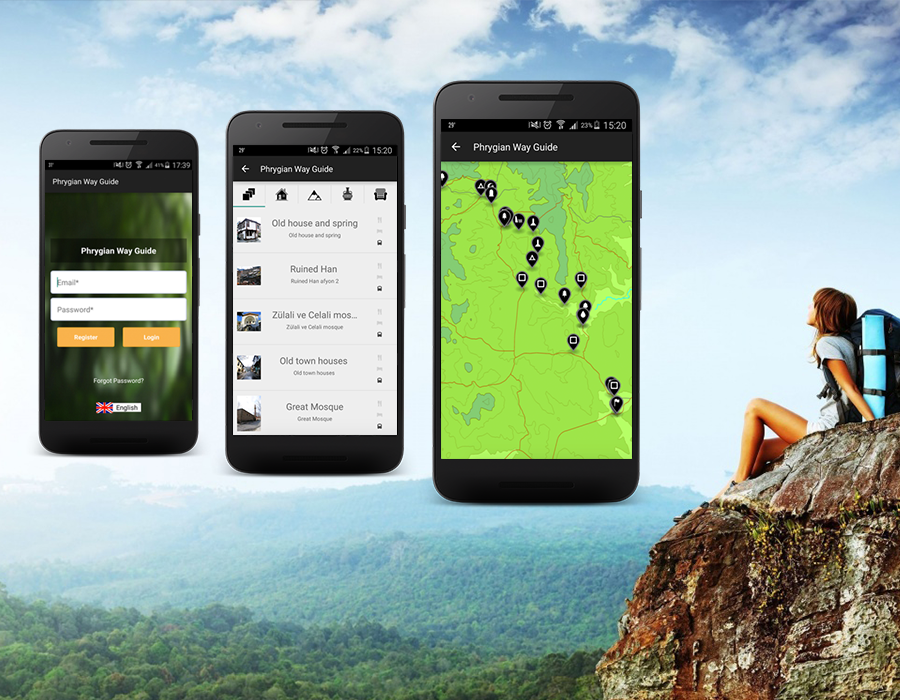 31°
41%
17:39
Phrygian Way Guide
Phrygian Way Guide
Email*
Password*
Register
Login
Forgot Password?
English
29°
22%
15:20
Phrygian Way Guide
Old house and spring
Old house and spring
Ruined Han
Ruined Han afyon 2
Zülali ve Celali mos...
Zülali ve Celali mosque
Old town houses
Old town houses
Great Mosque
Great Mosque
29°
23%
15:20
Phrygian Way Guide